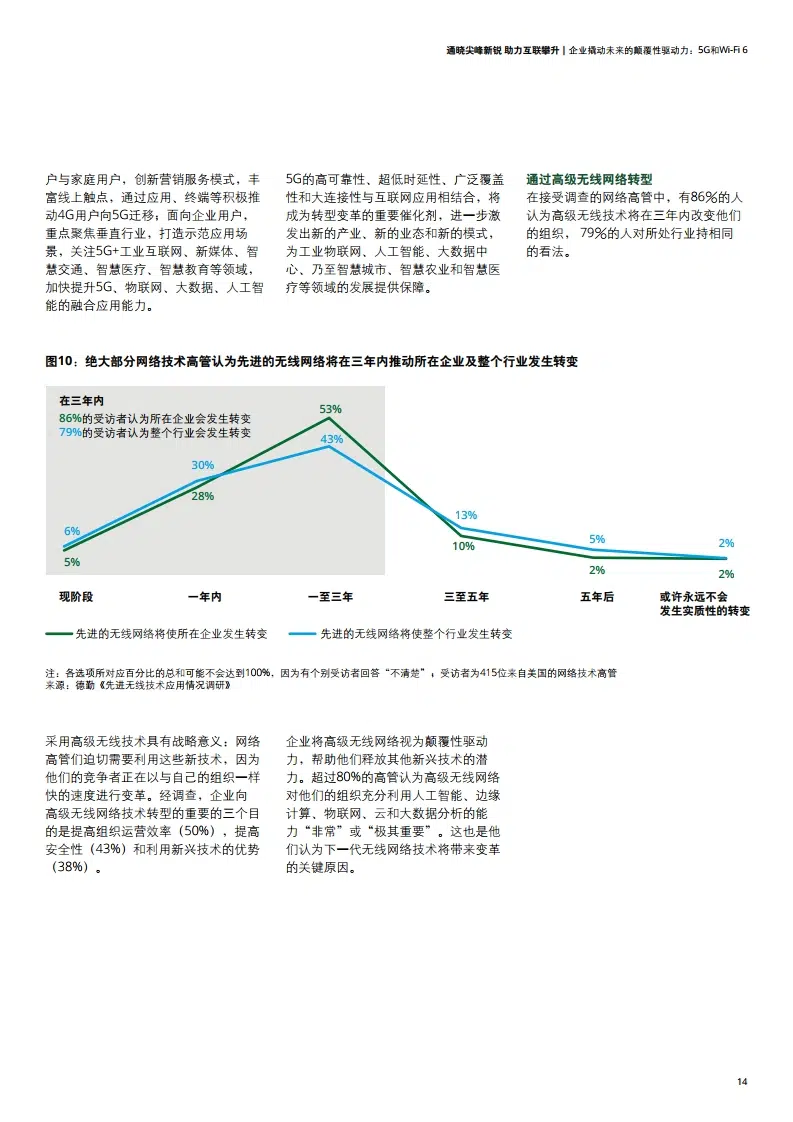 通晓尖峰新锐 助力互联攀升 | 企业撬动未来的颠覆性驱动力：5G和Wi-Fi 6
户与家庭用户，创新营销服务模式，丰
富线上触点，通过应用、终端等积极推
动4G用户向5G迁移；面向企业用户，
重点聚焦垂直行业，打造示范应用场
景，关注5G+工业互联网、新媒体、智
慧交通、智慧医疗、智慧教育等领域，
加快提升5G、物联网、大数据、人工智
能的融合应用能力。
5G的高可靠性、超低时延性、广泛覆盖
性和大连接性与互联网应用相结合，将
成为转型变革的重要催化剂，进一步激
发出新的产业、新的业态和新的模式，
为工业物联网、人工智能、大数据中
心、乃至智慧城市、智慧农业和智慧医
疗等领域的发展提供保障。
通过高级无线网络转型
在接受调查的网络高管中，有86%的人
认为高级无线技术将在三年内改变他们
的组织， 79%的人对所处行业持相同
的看法。
图10：绝大部分网络技术高管认为先进的无线网络将在三年内推动所在企业及整个行业发生转变
在三年内
86%的受访者认为所在企业会发生转变
79%的受访者认为整个行业会发生转变
6%
5%
30%
28%
53%
43%
13%
10%
5%
2%
2%
2%
现阶段
一年内
一至三年
三至五年
五年后
或许永远不会
发生实质性的转变
先进的无线网络将使所在企业发生转变
先进的无线网络将使整个行业发生转变
注：各选项所对应百分比的总和可能不会达到100%，因为有个别受访者回答“不清楚”；受访者为415位来自美国的网络技术高管
来源：德勤《先进无线技术应用情况调研》
采用高级无线技术具有战略意义；网络
高管们迫切需要利用这些新技术，因为
他们的竞争者正在以与自己的组织一样
快的速度进行变革。经调查，企业向
高级无线网络技术转型的重要的三个目
的是提高组织运营效率（50%），提高
安全性（43%）和利用新兴技术的优势
（38%）。
企业将高级无线网络视为颠覆性驱动
力，帮助他们释放其他新兴技术的潜
力。超过80%的高管认为高级无线网络
对他们的组织充分利用人工智能、边缘
计算、物联网、云和大数据分析的能
力“非常”或“极其重要”。这也是他
们认为下一代无线网络技术将带来变革
的关键原因。
14